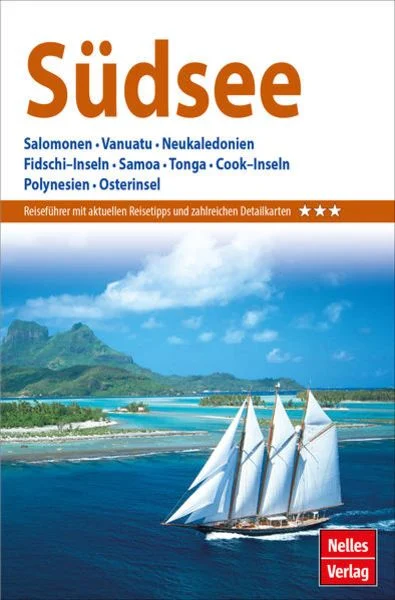 Südsee
Salomonen • Vanuatu • Neukaledonien
Fidschi–Inseln • Samoa • Tonga • Cook–Inseln
Polynesien • Osterinsel
Reiseführer mit aktuellen Reisetipps und zahlreichen Detailkarten ★★★
Nelles
Verlag